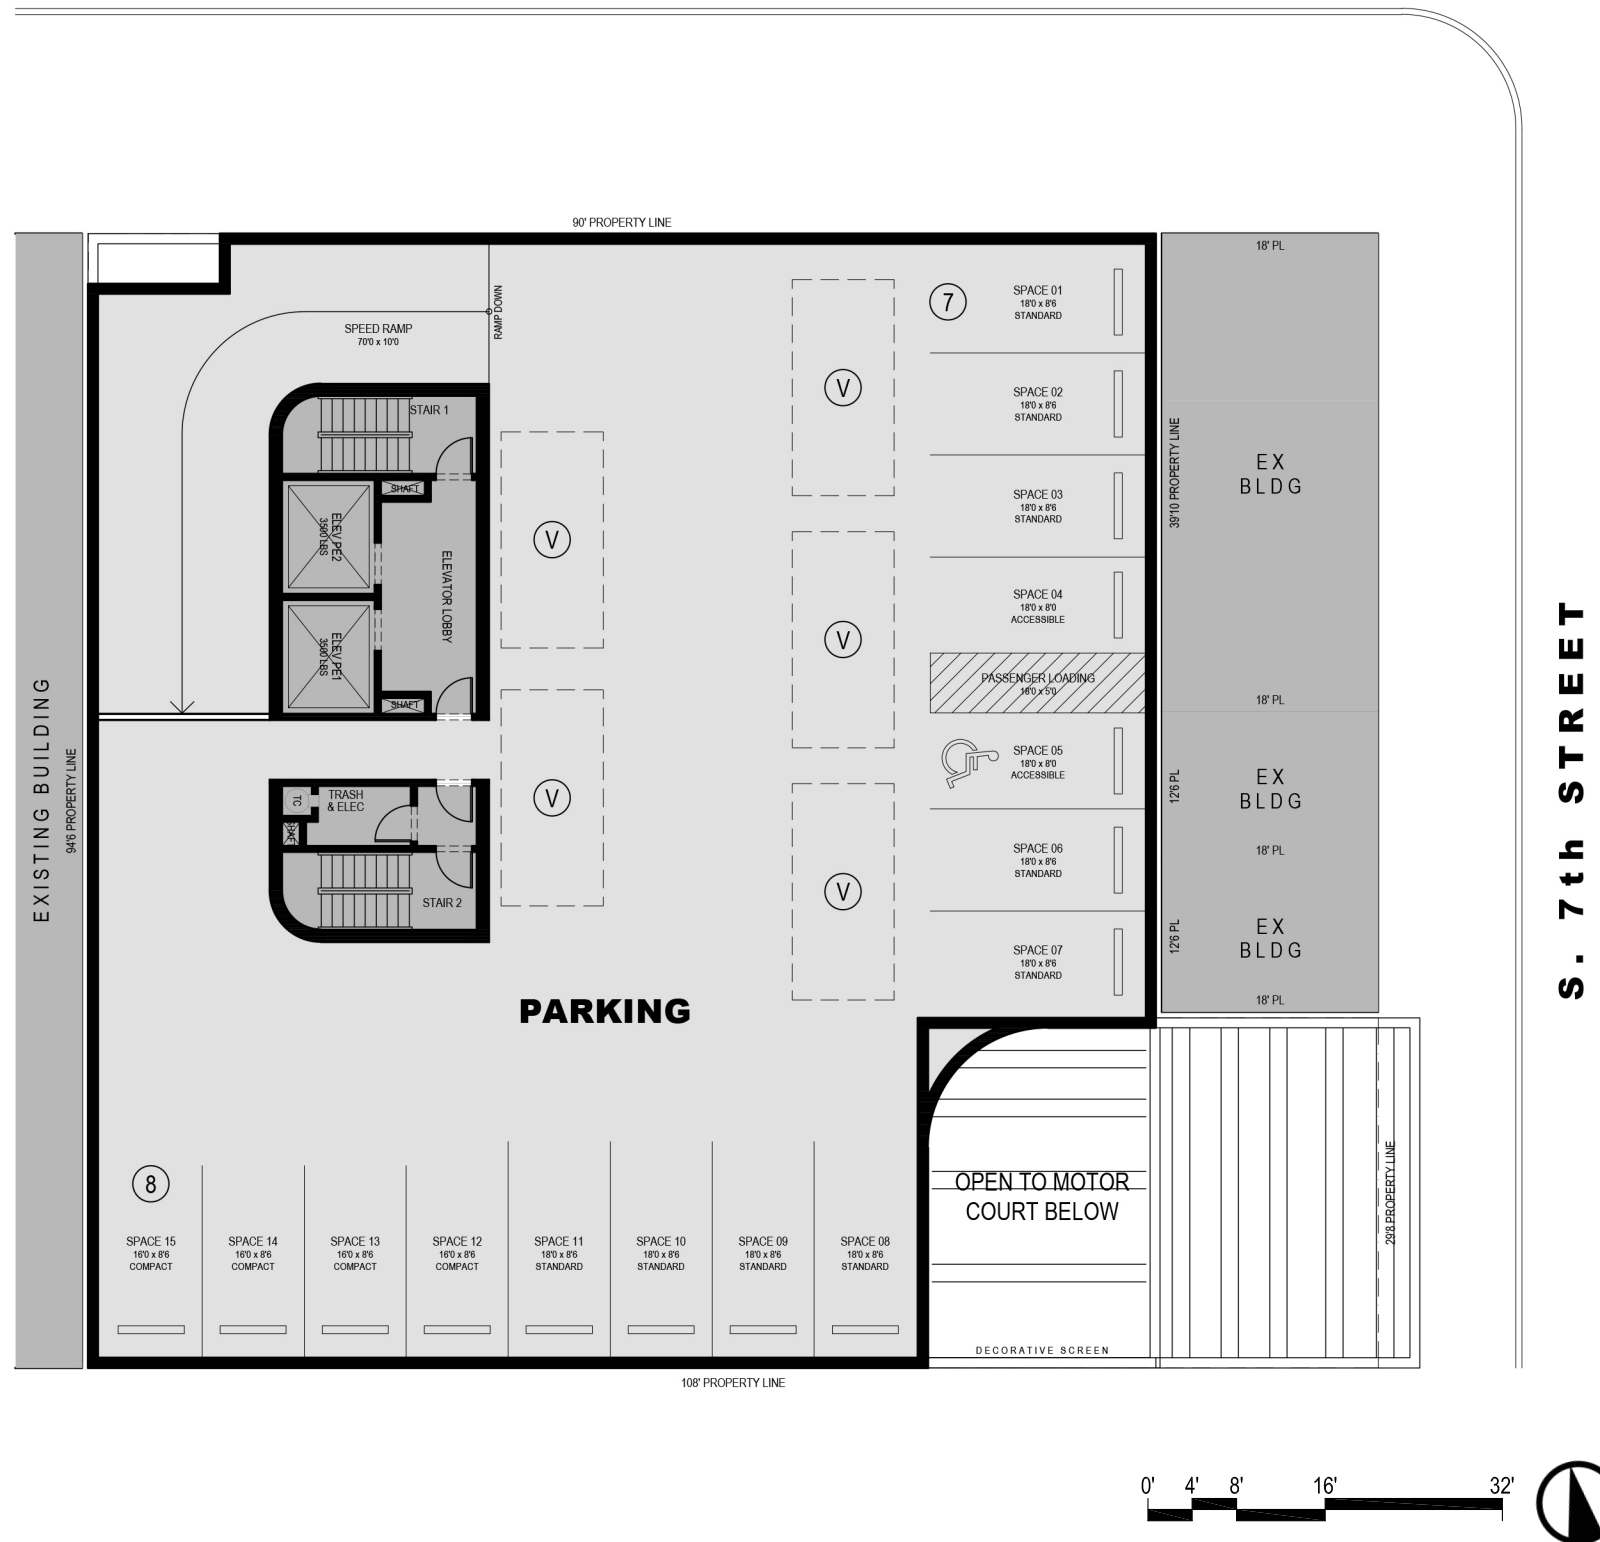 90' PROPERTY LINE
18' PL
SPEED RAMP
70'0 x 10'0
RAMP DOWN
7
SPACE 01
18'0 x 8'6
STANDARD
V
STAIR 1
SPACE 02
18'0 x 8'6
STANDARD
39'10 PROPERTY LINE
EX
BLDG
SHAFT
ELEV PE2
3500 LBS
ELEVATOR LOBBY
V
SPACE 03
18'0 x 8'6
STANDARD
ELEV PE1
3500 LBS
SHAFT
V
SPACE 04
18'0 x 8'0
ACCESSIBLE
PASSENGER LOADING
18'0 x 5'0
18' PL
S. 7th STREET
EXISTING BUILDING
94'6 PROPERTY LINE
TC
TRASH
& ELEC
V
SPACE 05
18'0 x 8'0
ACCESSIBLE
12'6 PL
EX
BLDG
18' PL
STAIR 2
V
SPACE 06
18'0 x 8'6
STANDARD
SPACE 07
18'0 x 8'6
STANDARD
12'6 PL
EX
BLDG
18' PL
PARKING
8
OPEN TO MOTOR
COURT BELOW
29'8 PROPERTY LINE
SPACE 15
16'0 x 8'6
COMPACT
SPACE 14
16'0 x 8'6
COMPACT
SPACE 13
16'0 x 8'6
COMPACT
SPACE 12
16'0 x 8'6
COMPACT
SPACE 11
18'0 x 8'6
STANDARD
SPACE 10
18'0 x 8'6
STANDARD
SPACE 09
18'0 x 8'6
STANDARD
SPACE 08
18'0 x 8'6
STANDARD
DECORATIVE SCREEN
108' PROPERTY LINE
0' 4' 8' 16' 32'